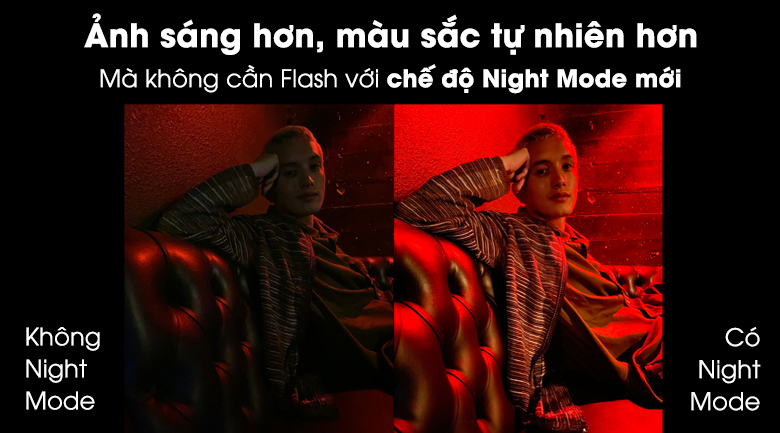 Ảnh sáng hơn, màu sắc tự nhiên hơn
Mà không cần Flash với chế độ Night Mode mới
Không
Night
Mode
Có
Night
Mode